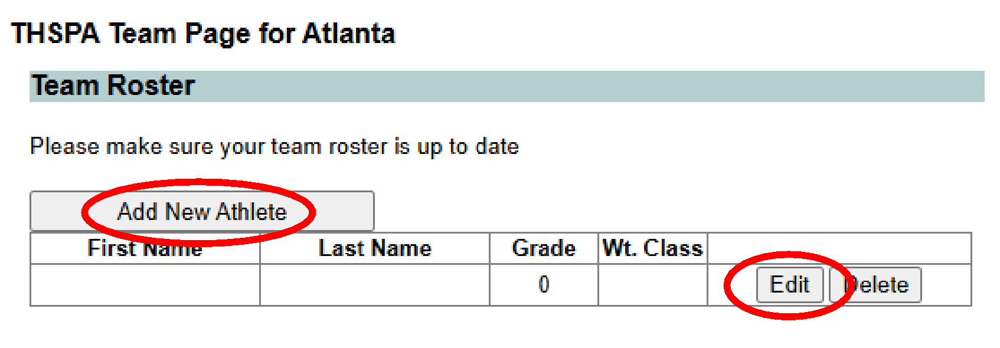 THSPA Team Page for Atlanta
Team Roster
Please make sure your team roster is up to date
Add New Athlete
First Name Last Name Grade Wt. Class
0 Edit Delete